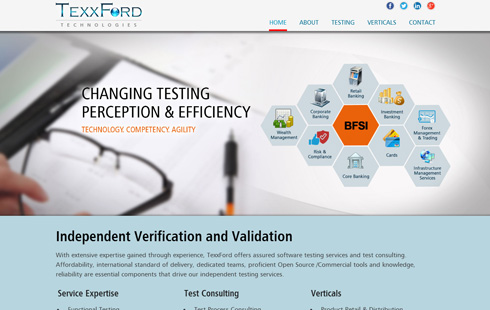 TEXXFORD
TECHNOLOGIES
HOME ABOUT TESTING VERTICALS CONTACT
CHANGING TESTING
PERCEPTION & EFFICIENCY
TECHNOLOGY. COMPETENCY. AGILITY
Retail
Banking
Corporate
Banking
Investment
Banking
Wealth
Management
BFSI
Forex
Management
& Trading
Risk &
Compliance
Cards
Core Banking
Infrastructure
Management
Services
Independent Verification and Validation
With extensive expertise gained through experience, TexxFord offers assured software testing services and test consulting.
Affordability, international standard of delivery, dedicated teams, proficient Open Source /Commercial tools and knowledge,
reliability are essential components that drive our independent testing services.
Service Expertise
Test Consulting
Verticals
Functional Testing
Test Process Consulting
Product Retail & Distribution